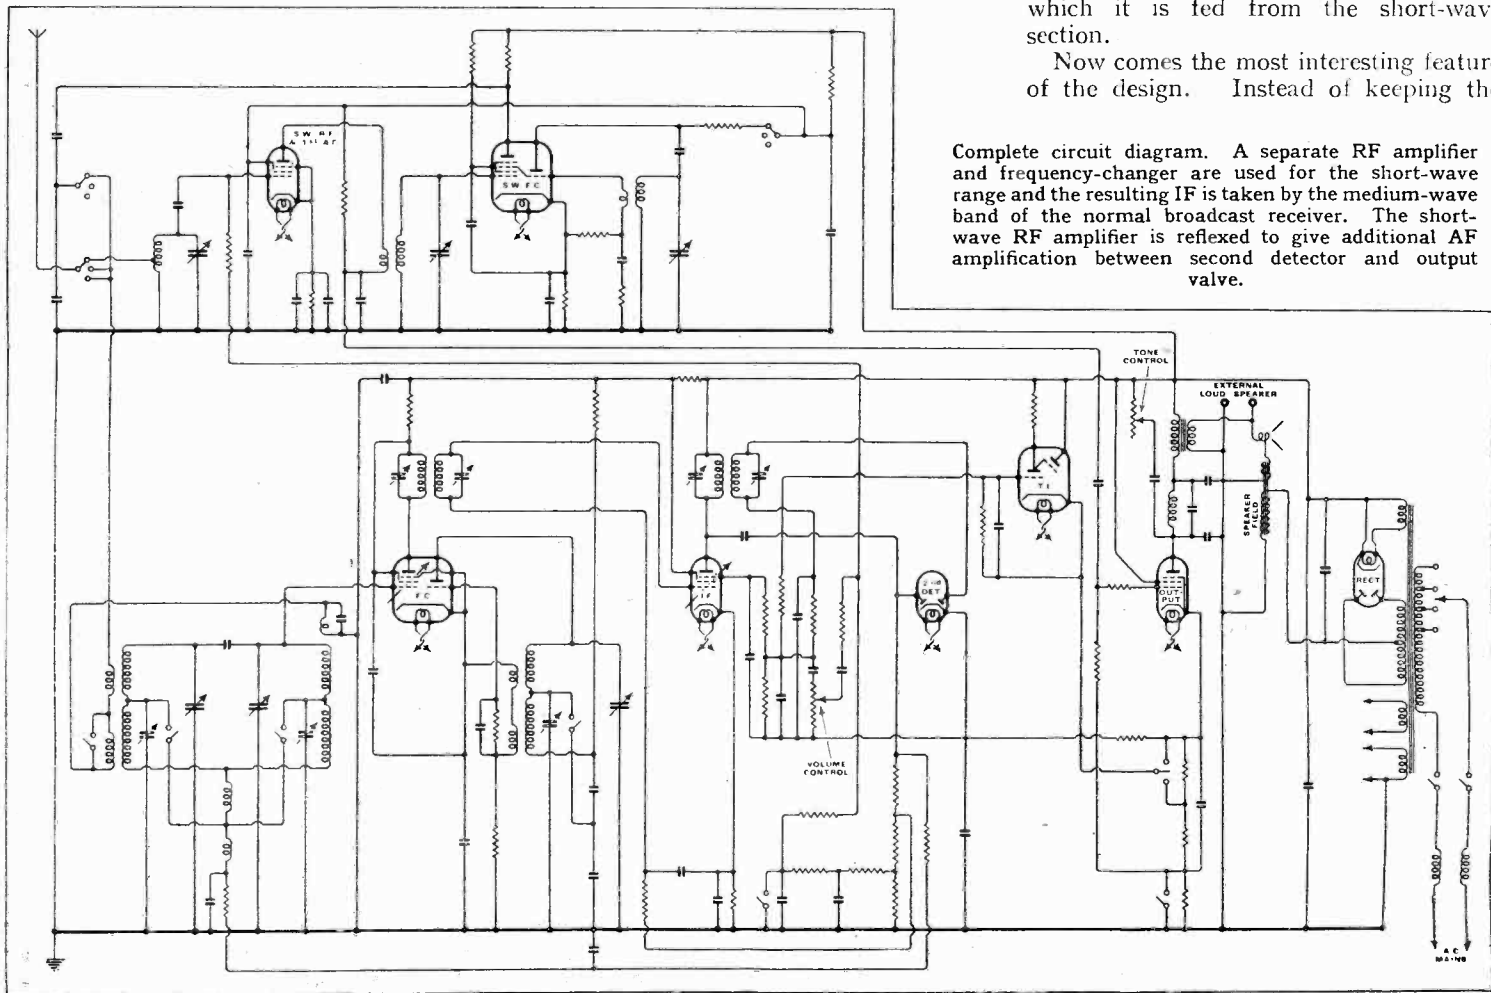 which it is fed from the short-wav
section.
Now comes the most interesting featur
of the design. Instead of keeping th
Complete circuit diagram. A separate RF amplifier
and frequency-changer are used for the short-wave
range and the resulting IF is taken by the medium-wave
band of the normal broadcast receiver. The short-
wave RF amplifier is reflexed to give additional AF
amplification between second detector and output
valve.
S.W. R.F.
& 1ST A.F.
S.W. F.C.
TONE
CONTROL
EXTERNAL
LOUD SPEAKER
T.I.
SPEAKER
FIELD
F.C.
I.F.
2ND
DET
OUT-
PUT
RECT
VOLUME
CONTROL
A.C.
MAINS